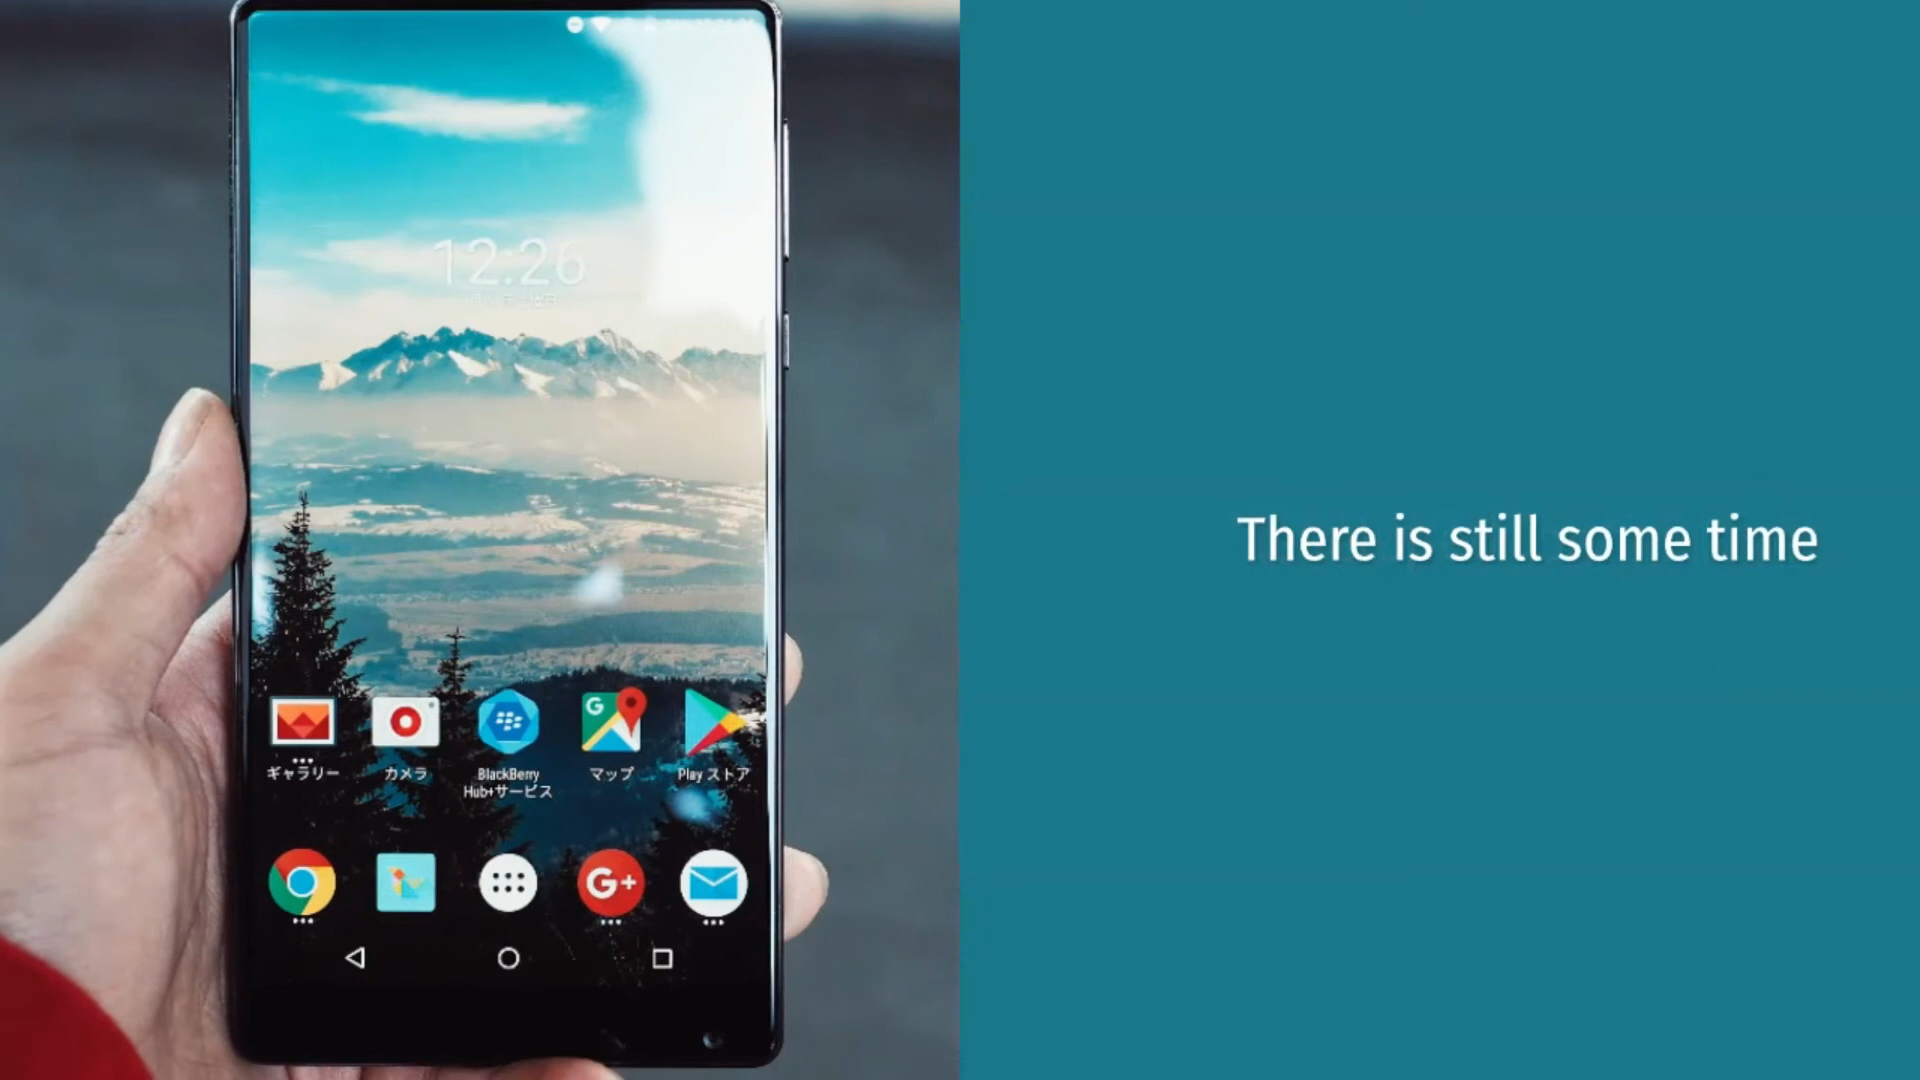 12:26
ギャラリー
カメラ
BlackBerry
Hub+サービス
マップ
Play ストア
G
G+
There is still some time